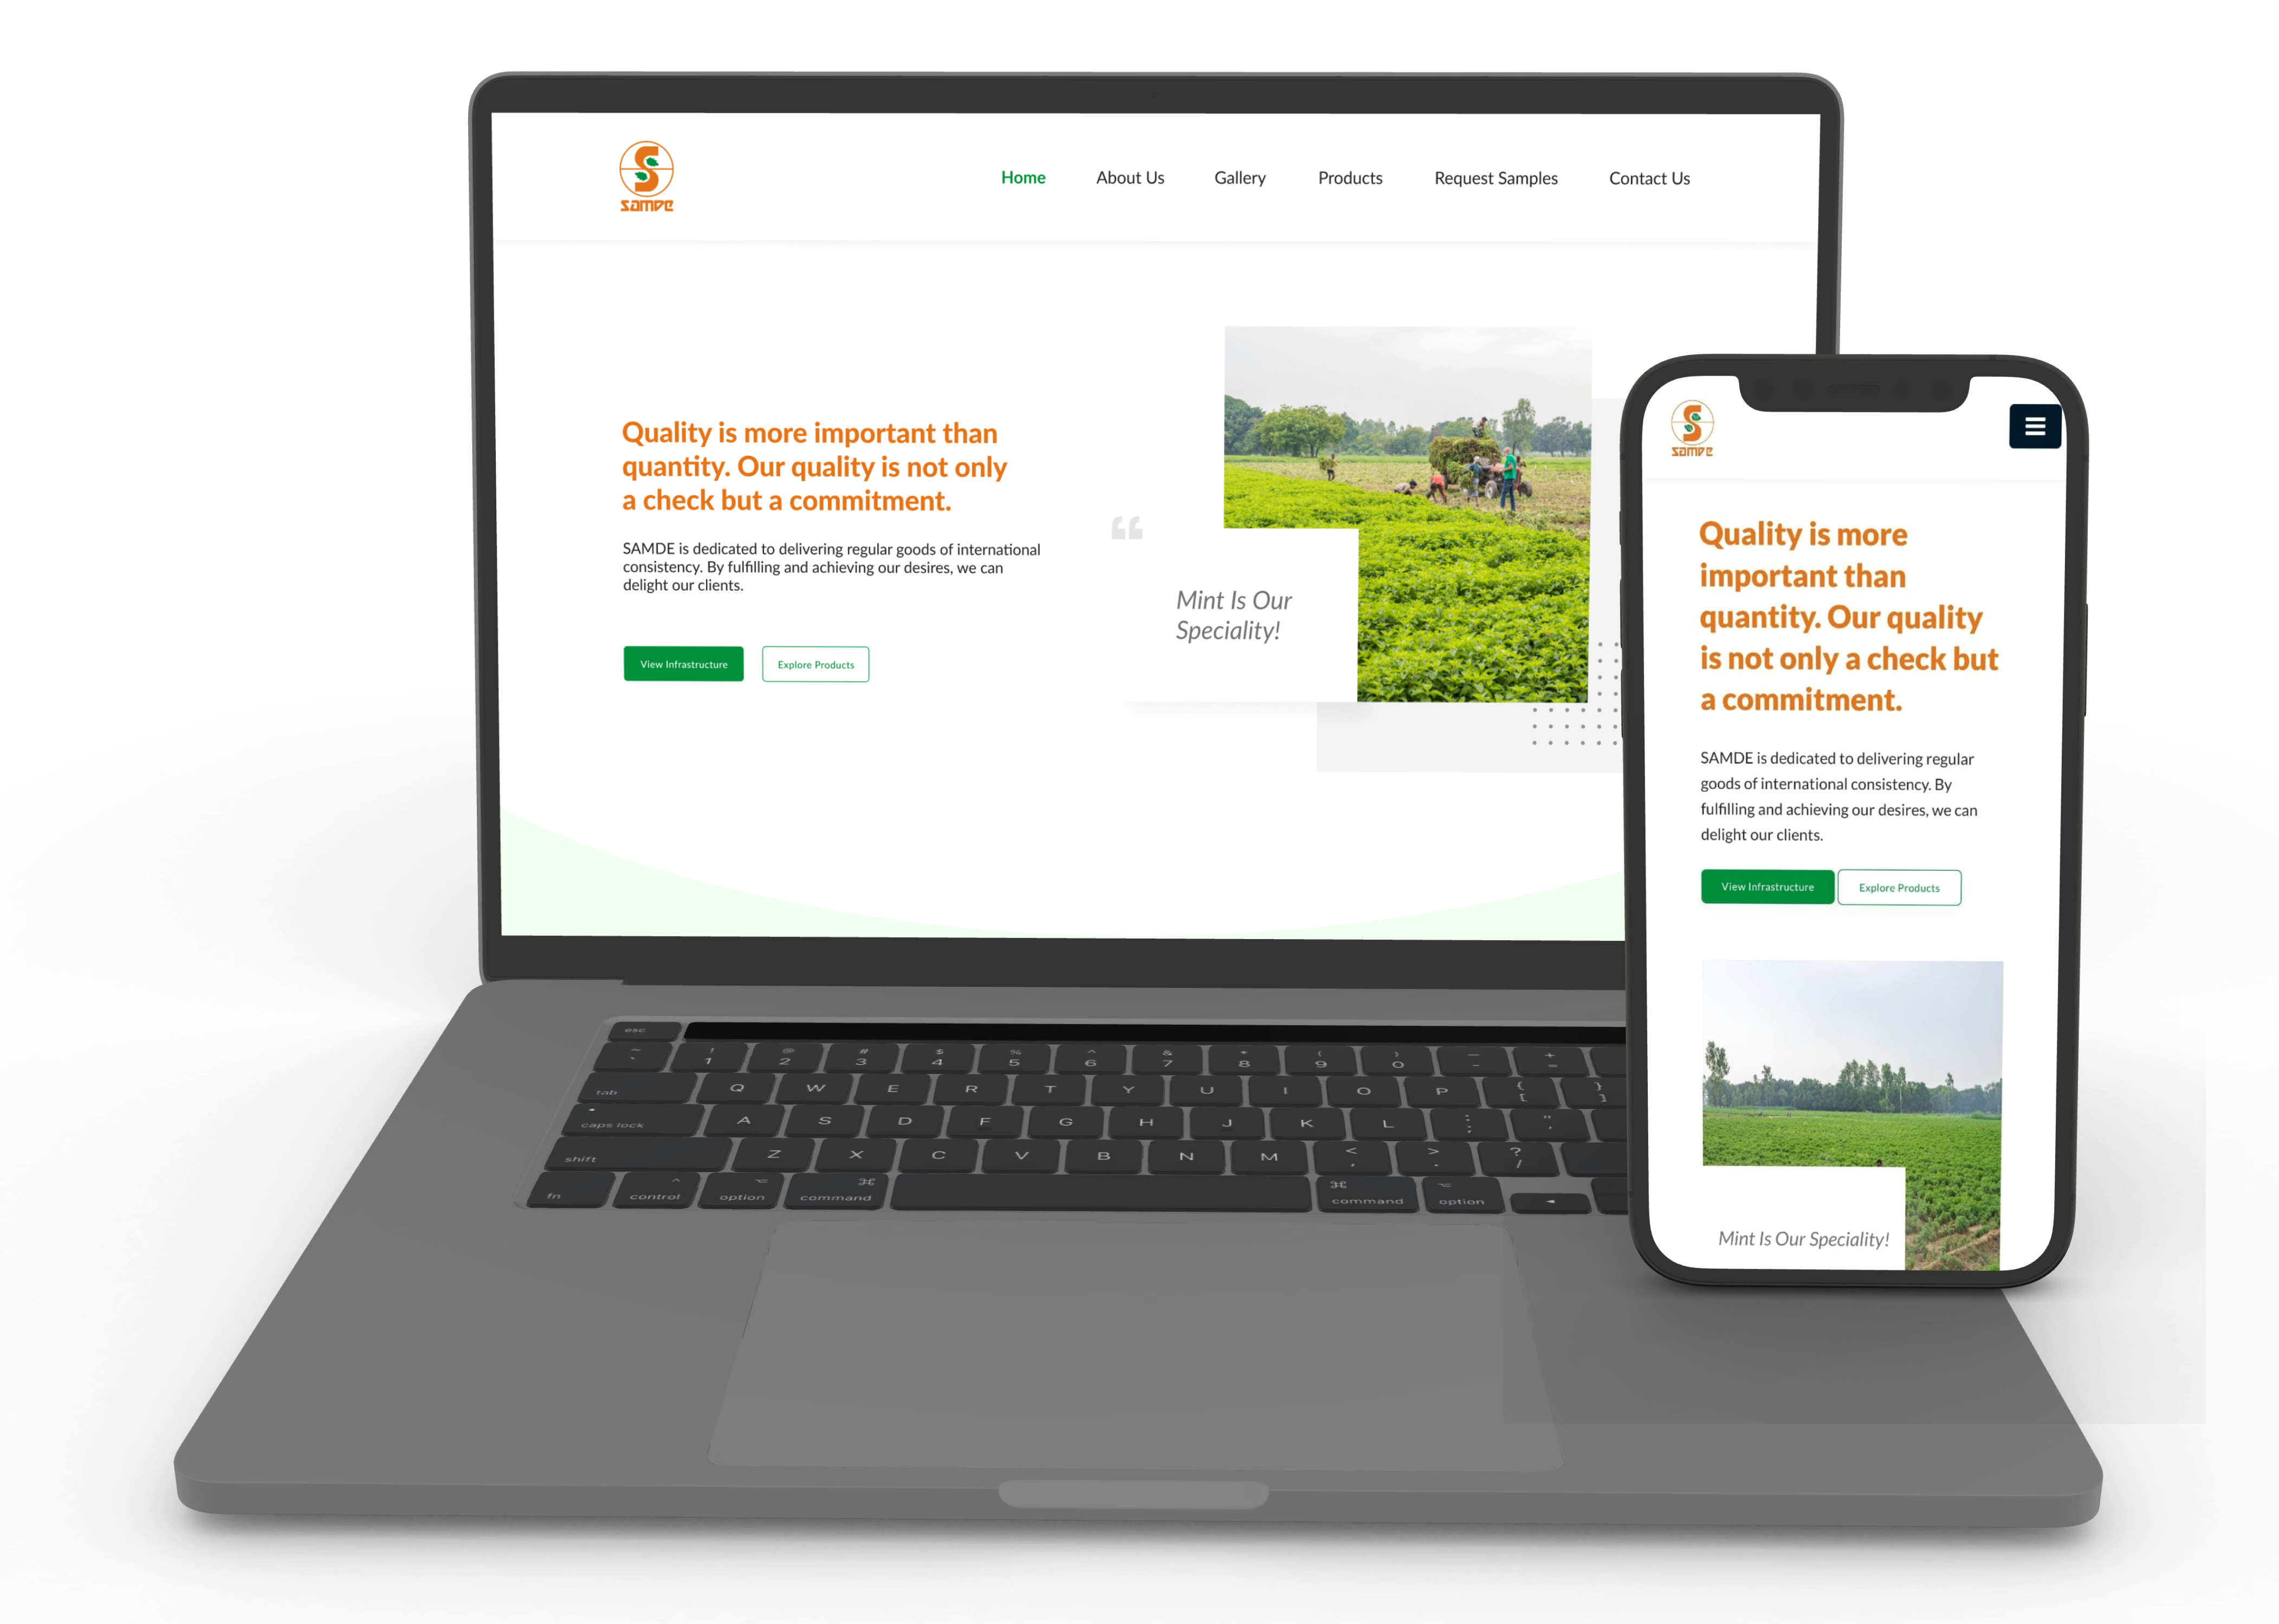 SAMDE
Home About Us Gallery Products Request Samples Contact Us
Quality is more important than
quantity. Our quality is not only
a check but a commitment.
SAMDE is dedicated to delivering regular goods of international
consistency. By fulfilling and achieving our desires, we can
delight our clients.
View Infrastructure Explore Products
“
Mint Is Our
Speciality!
SAMDE
Quality is more
important than
quantity. Our quality
is not only a check but
a commitment.
SAMDE is dedicated to delivering regular
goods of international consistency. By
fulfilling and achieving our desires, we can
delight our clients.
View Infrastructure Explore Products
Mint Is Our Speciality!
esc
~ ! @ # $ % ^ & * ( ) _ +
` 1 2 3 4 5 6 7 8 9 0 - =
tab Q W E R T Y U I O P { [ } ]
caps lock A S D F G H J K L : ; " '
shift Z X C V B N M < , > . ? /
fn ^ control ⌥ option ⌘ command ⌘ command ⌥ option ◄